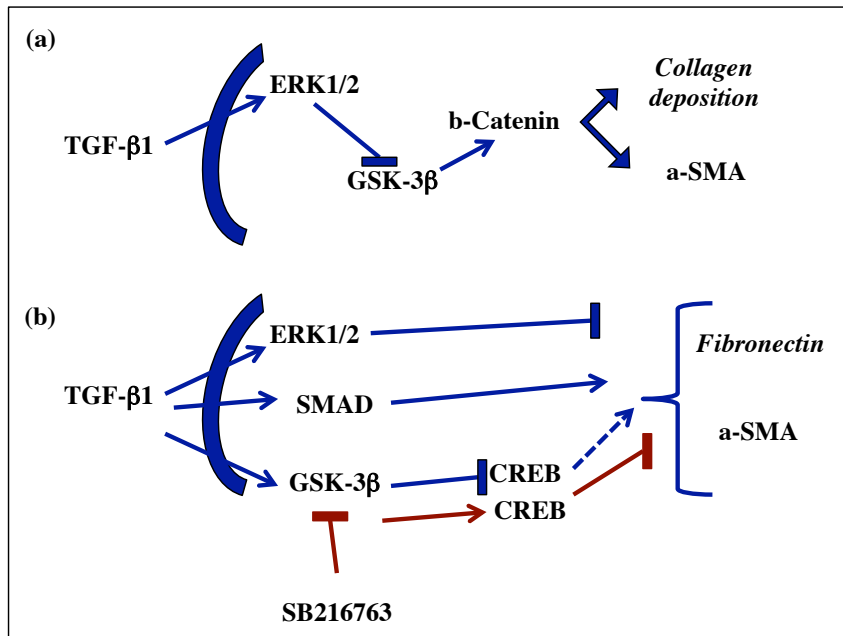 (a)
ERK1/2
Collagen
deposition
TGF-β1
b-Catenin
GSK-3β
a-SMA
(b)
ERK1/2
Fibronectin
TGF-β1
SMAD
a-SMA
GSK-3β
CREB
CREB
SB216763